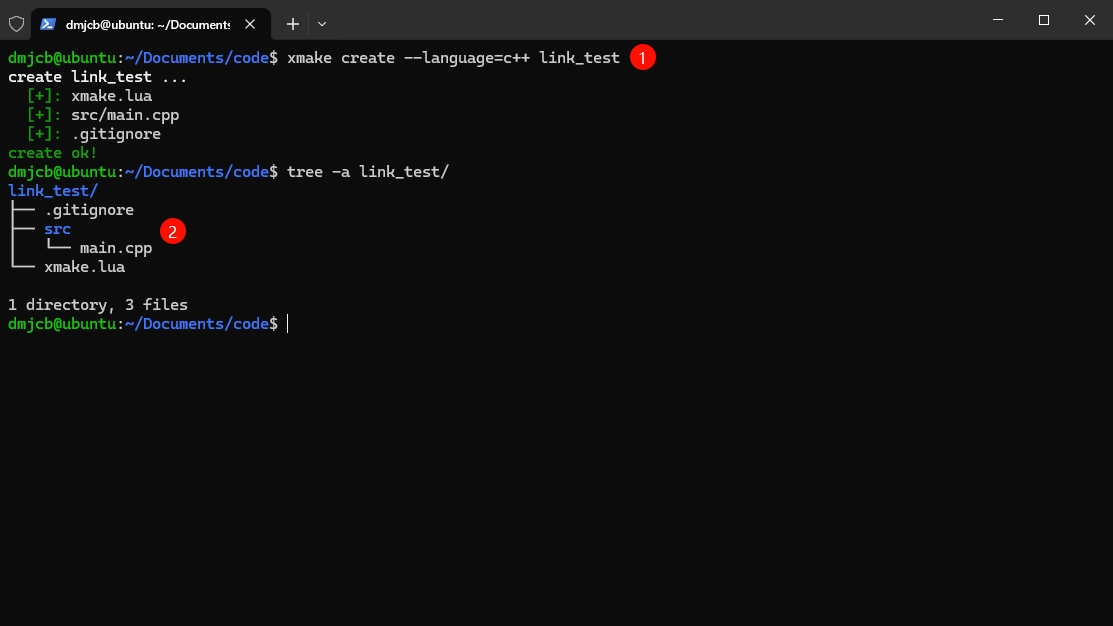 dmjcb@ubuntu: ~/Documents
dmjcb@ubuntu:~/Documents/code$ xmake create --language=c++ link_test 1
create link_test ...
[+]: xmake.lua
[+]: src/main.cpp
[+]: .gitignore
create ok!
dmjcb@ubuntu:~/Documents/code$ tree -a link_test/
link_test/
├── .gitignore
├── src 2
│   └── main.cpp
└── xmake.lua
1 directory, 3 files
dmjcb@ubuntu:~/Documents/code$